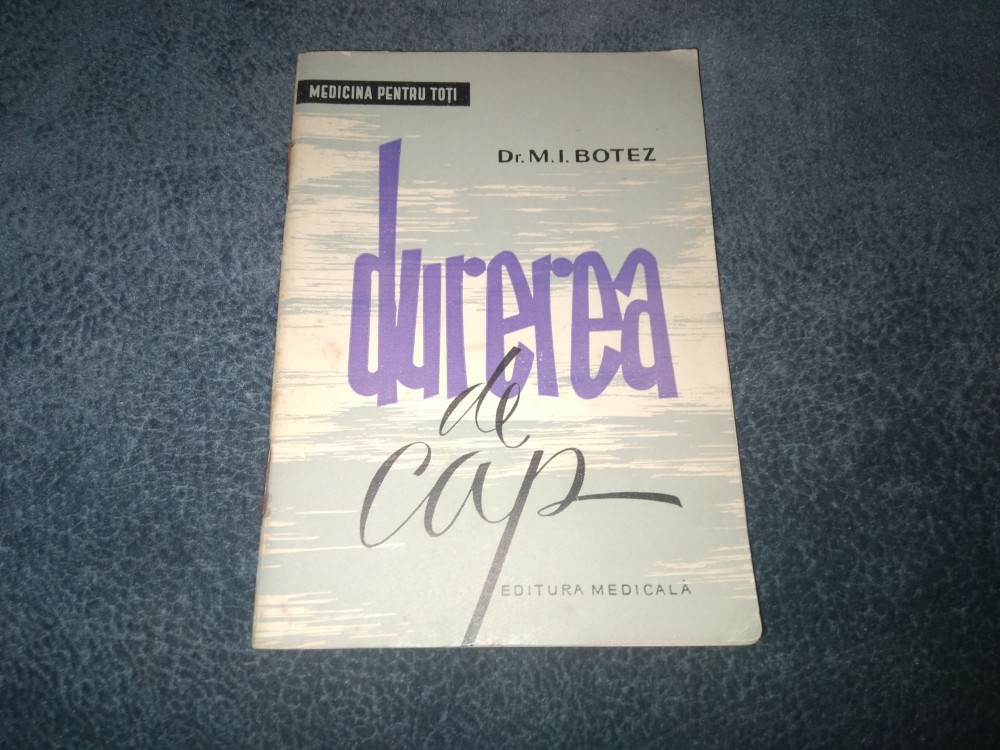 MEDICINA PENTRU TOȚI
Dr. M. I. BOTEZ
durerea
de
cap
EDITURA MEDICALĂ